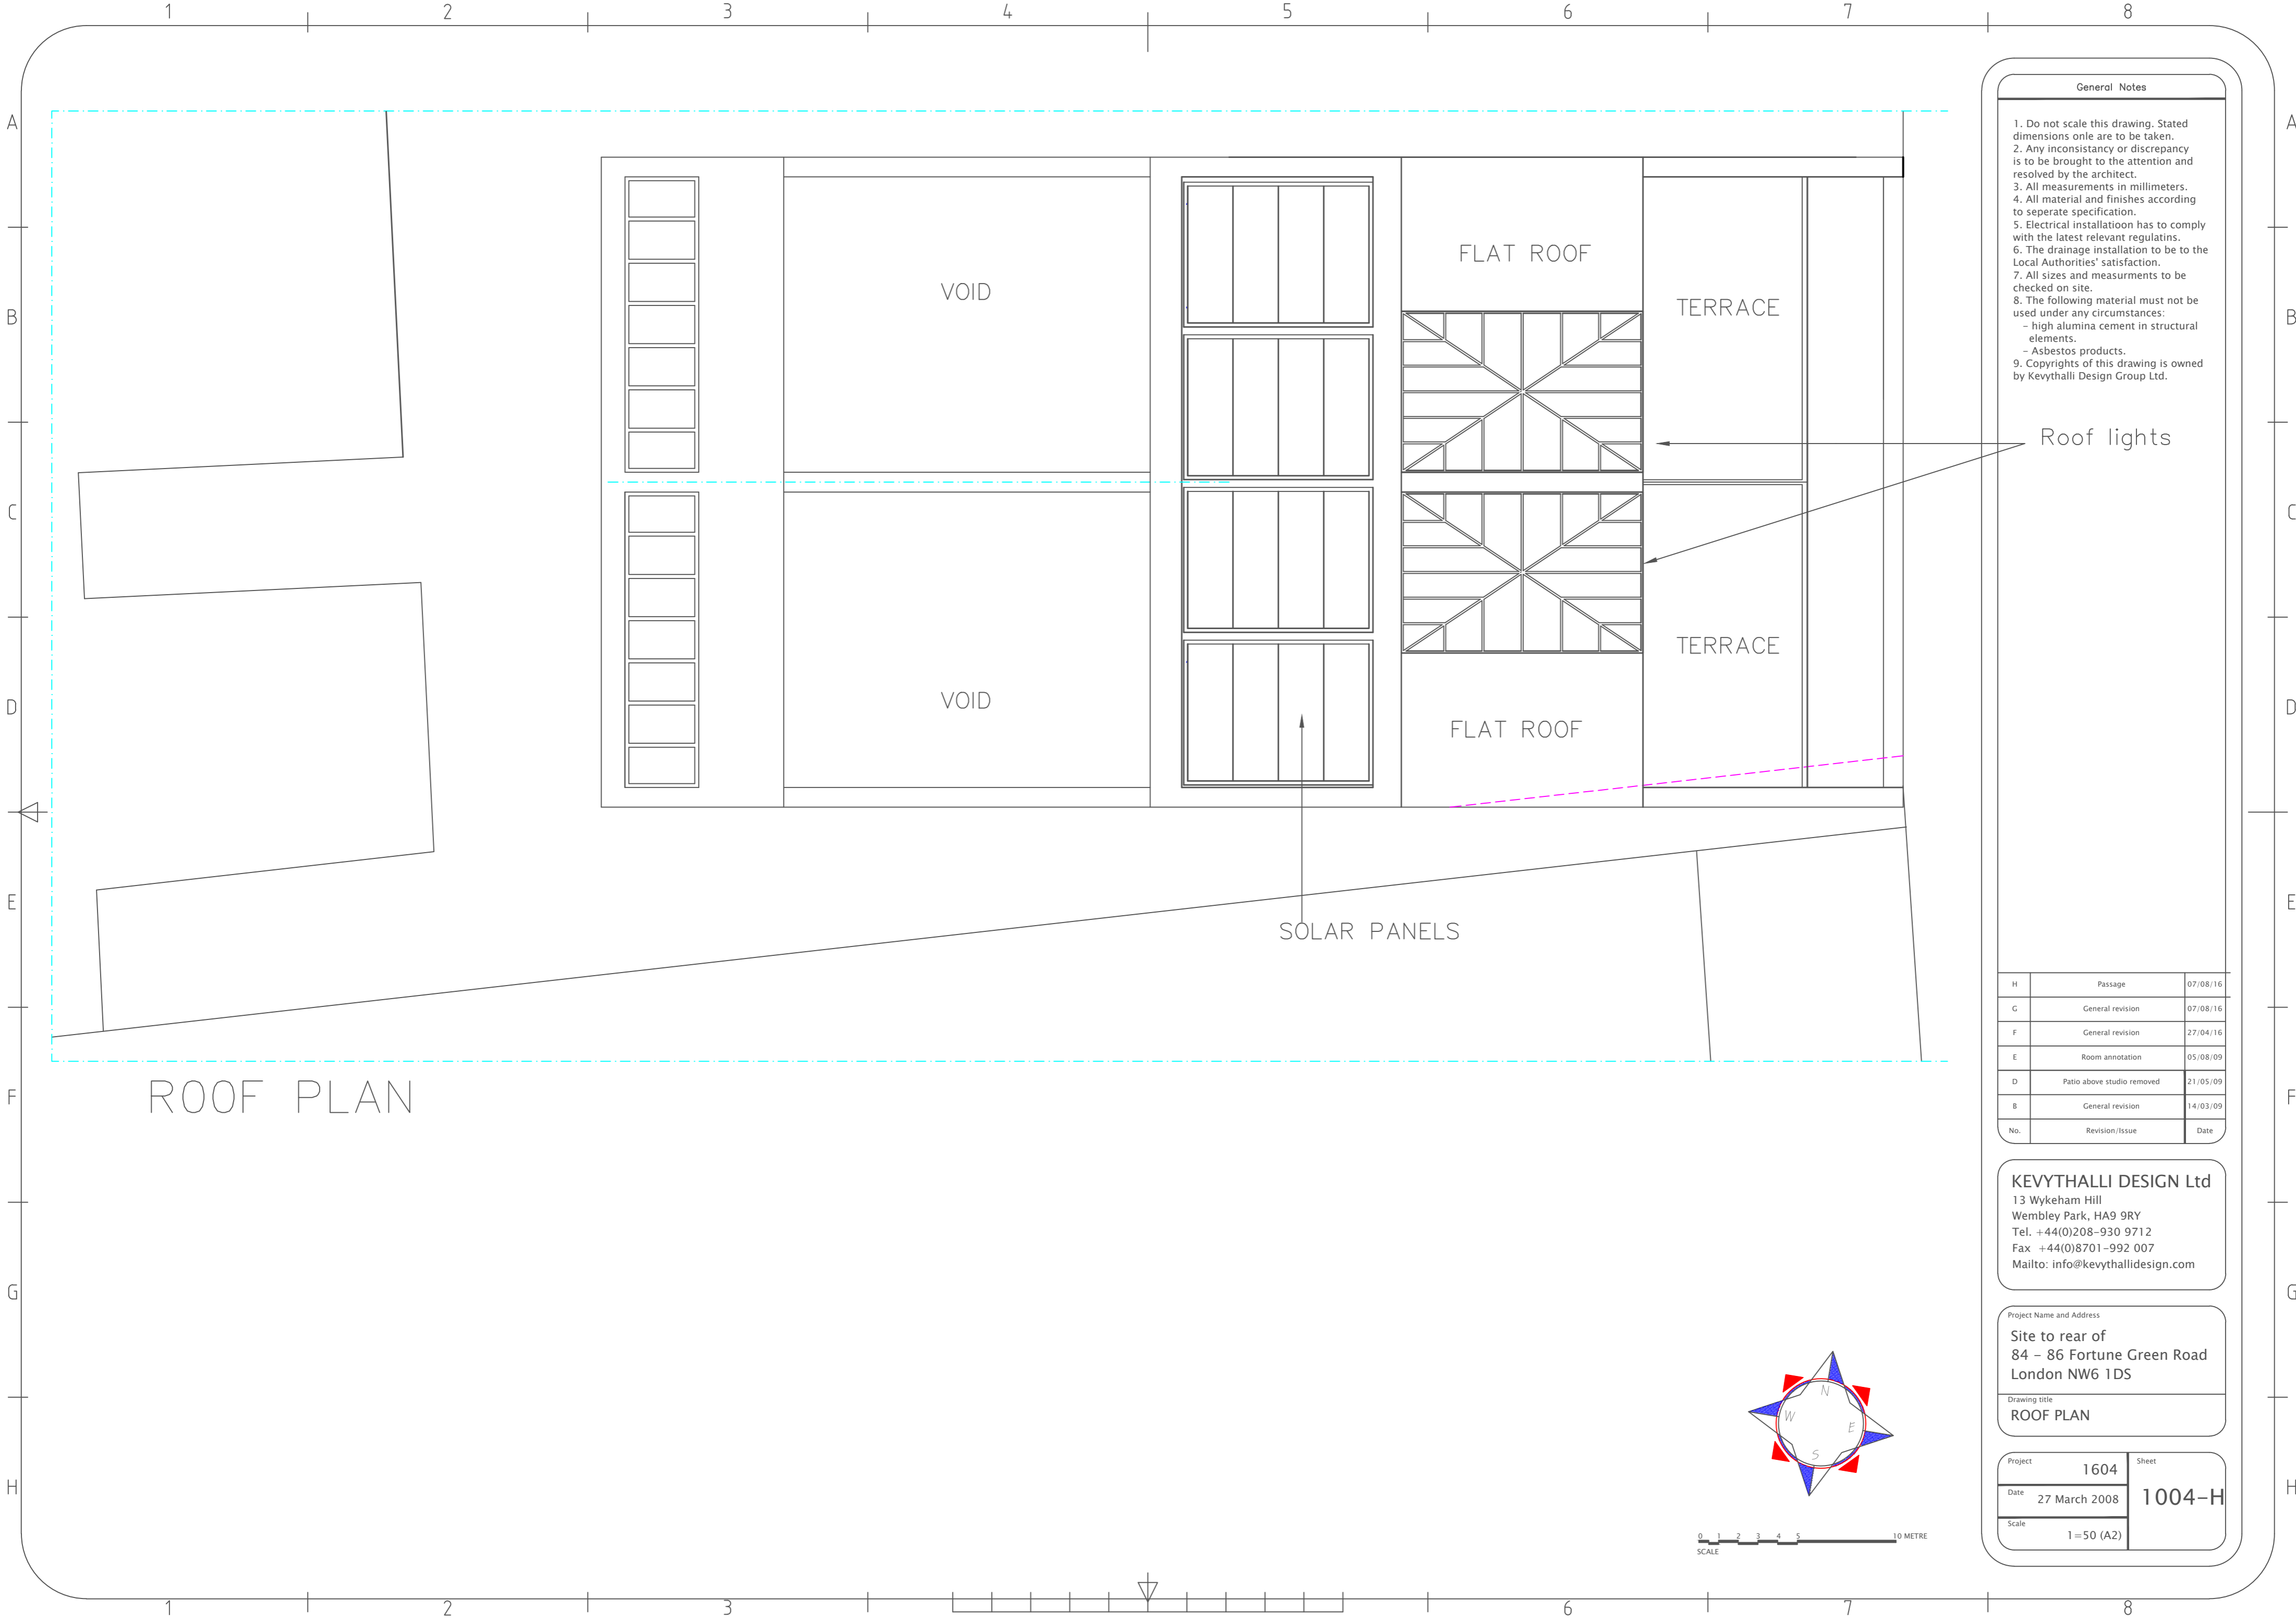 1 2 3 4 5 6 7 8
A A
B B
C C
D D
E E
F F
G G
H H
VOID
FLAT ROOF
TERRACE
Roof lights
TERRACE
VOID
FLAT ROOF
SOLAR PANELS
ROOF PLAN
N
W
E
S
0 1 2 3 4 5 10 METRE
SCALE
1 2 3 6 7 8
General Notes
1. Do not scale this drawing. Stated
dimensions onle are to be taken.
2. Any inconsistancy or discrepancy
is to be brought to the attention and
resolved by the architect.
3. All measurements in millimeters.
4. All material and finishes according
to seperate specification.
5. Electrical installatioon has to comply
with the latest relevant regulatins.
6. The drainage installation to be to the
Local Authorities' satisfaction.
7. All sizes and measurments to be
checked on site.
8. The following material must not be
used under any circumstances:
- high alumina cement in structural
elements.
- Asbestos products.
9. Copyrights of this drawing is owned
by Kevythalli Design Group Ltd.
H Passage 07/08/16
G General revision 07/08/16
F General revision 27/04/16
E Room annotation 05/08/09
D Patio above studio removed 21/05/09
B General revision 14/03/09
No. Revision/Issue Date
KEVYTHALLI DESIGN Ltd
13 Wykeham Hill
Wembley Park, HA9 9RY
Tel. +44(0)208-930 9712
Fax +44(0)8701-992 007
Mailto: info@kevythallidesign.com
Project Name and Address
Site to rear of
84 - 86 Fortune Green Road
London NW6 1DS
Drawing title
ROOF PLAN
Project
1604
Sheet
1004-H
Date
27 March 2008
Scale
1=50 (A2)